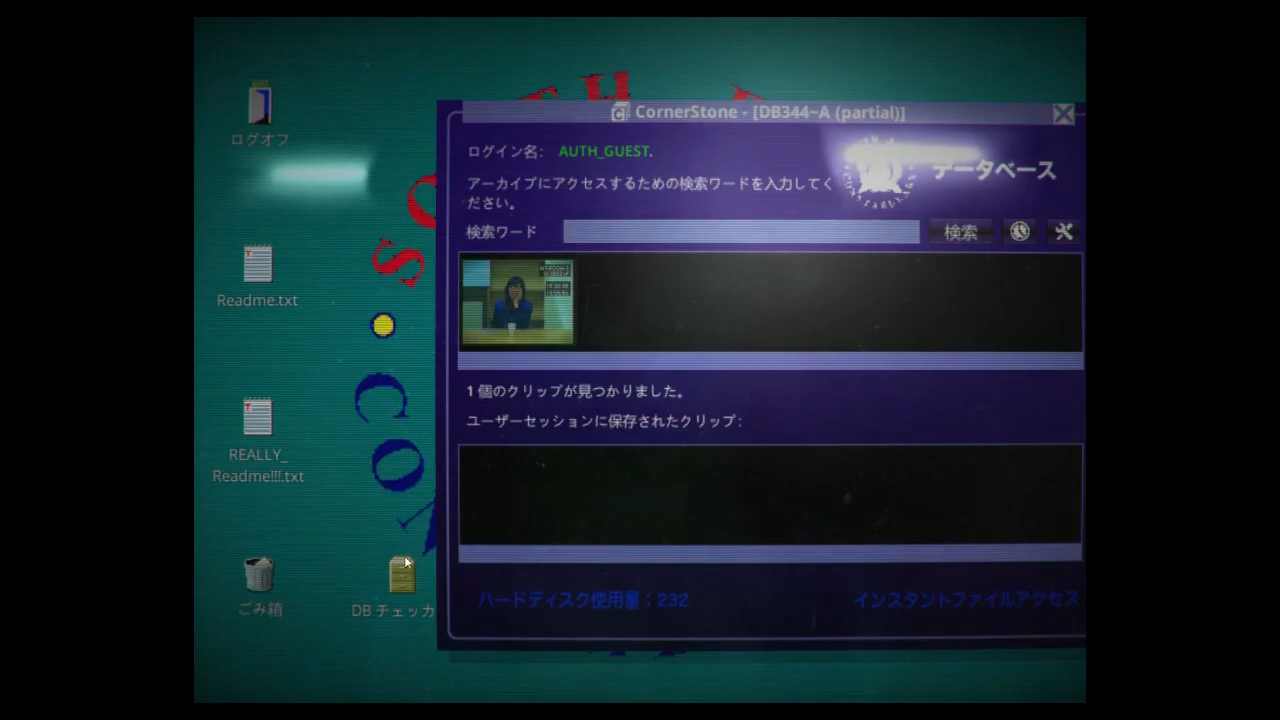 ログオフ
Readme.txt
REALLY_
Readme!!!.txt
ごみ箱
DB チェッカ
CornerStone - [DB344-A (partial)]
ログイン名: AUTH_GUEST.
データベース
アーカイブにアクセスするための検索ワードを入力してく
ださい。
検索ワード
検索
1 個のクリップが見つかりました。
ユーザーセッションに保存されたクリップ:
ハードディスク使用量:232
インスタントファイルアクセス